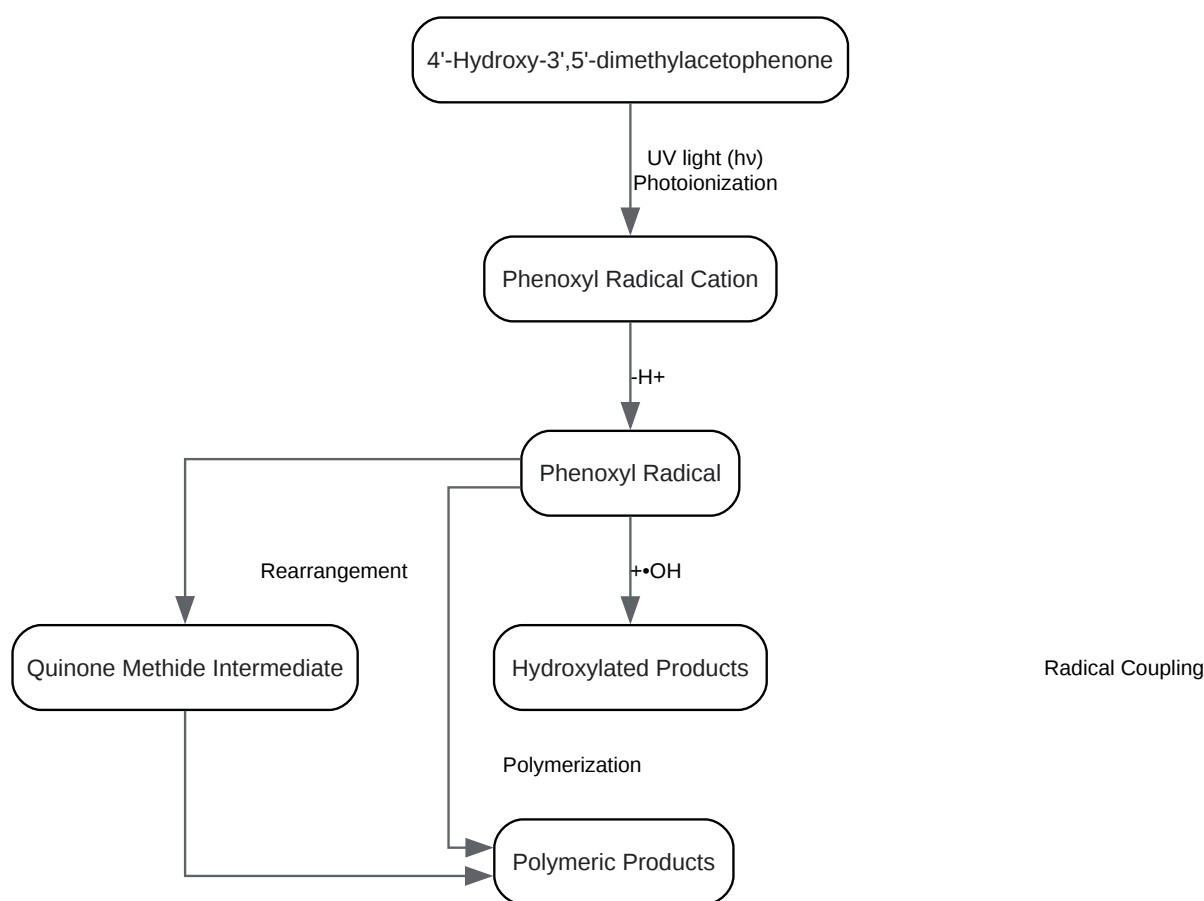 4'-Hydroxy-3',5'-dimethylacetophenone
UV light (hν)
Photoionization
Phenoxyl Radical Cation
-H+
Phenoxyl Radical
Rearrangement
+•OH
Quinone Methide Intermediate
Hydroxylated Products
Radical Coupling
Polymerization
Polymeric Products